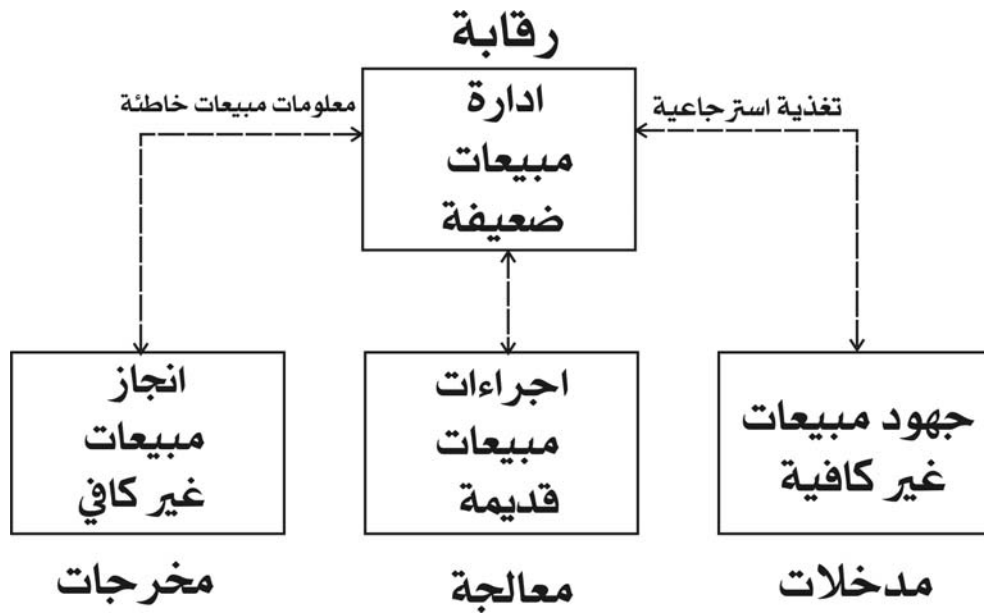 رقابة
ادارة
مبيعات
ضعيفة
تغذية استرجاعية
معلومات مبيعات خاطئة
جهود مبيعات
غير كافية
اجراءات
مبيعات
قديمة
انجاز
مبيعات
غير كافي
مدخلات
معالجة
مخرجات